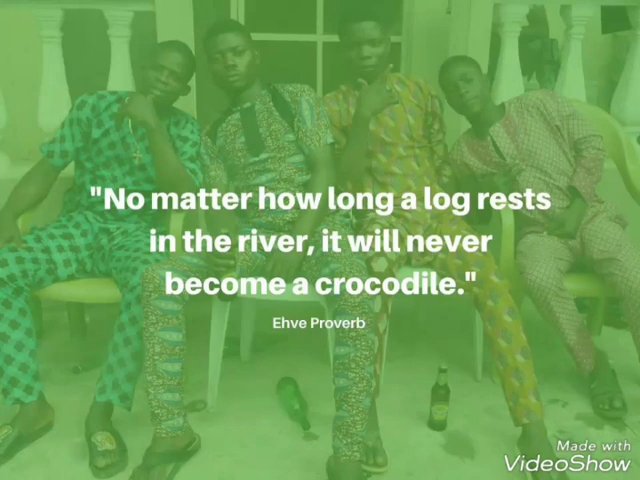 "No matter how long a log rests
in the river, it will never
become a crocodile."
Ehve Proverb
Made with
VideoShow